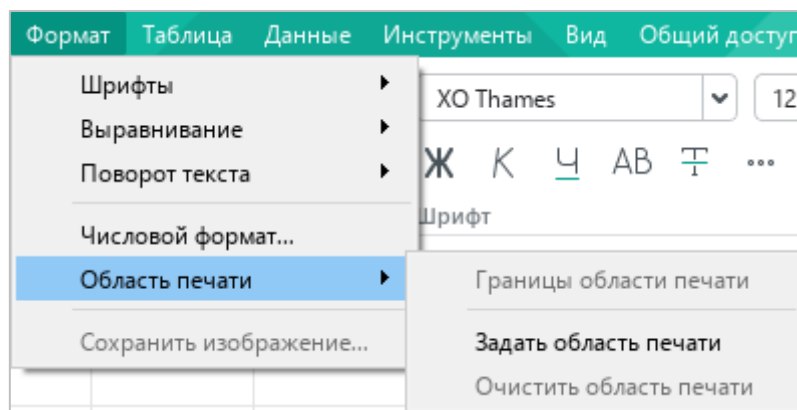 Формат Таблица Данные Инструменты Вид Общий доступ
Шрифты
XO Thames 12
Выравнивание
Ж К Ч АВ Т •••
Поворот текста
Шрифт
Числовой формат...
Область печати
Границы области печати
Сохранить изображение...
Задать область печати
Очистить область печати